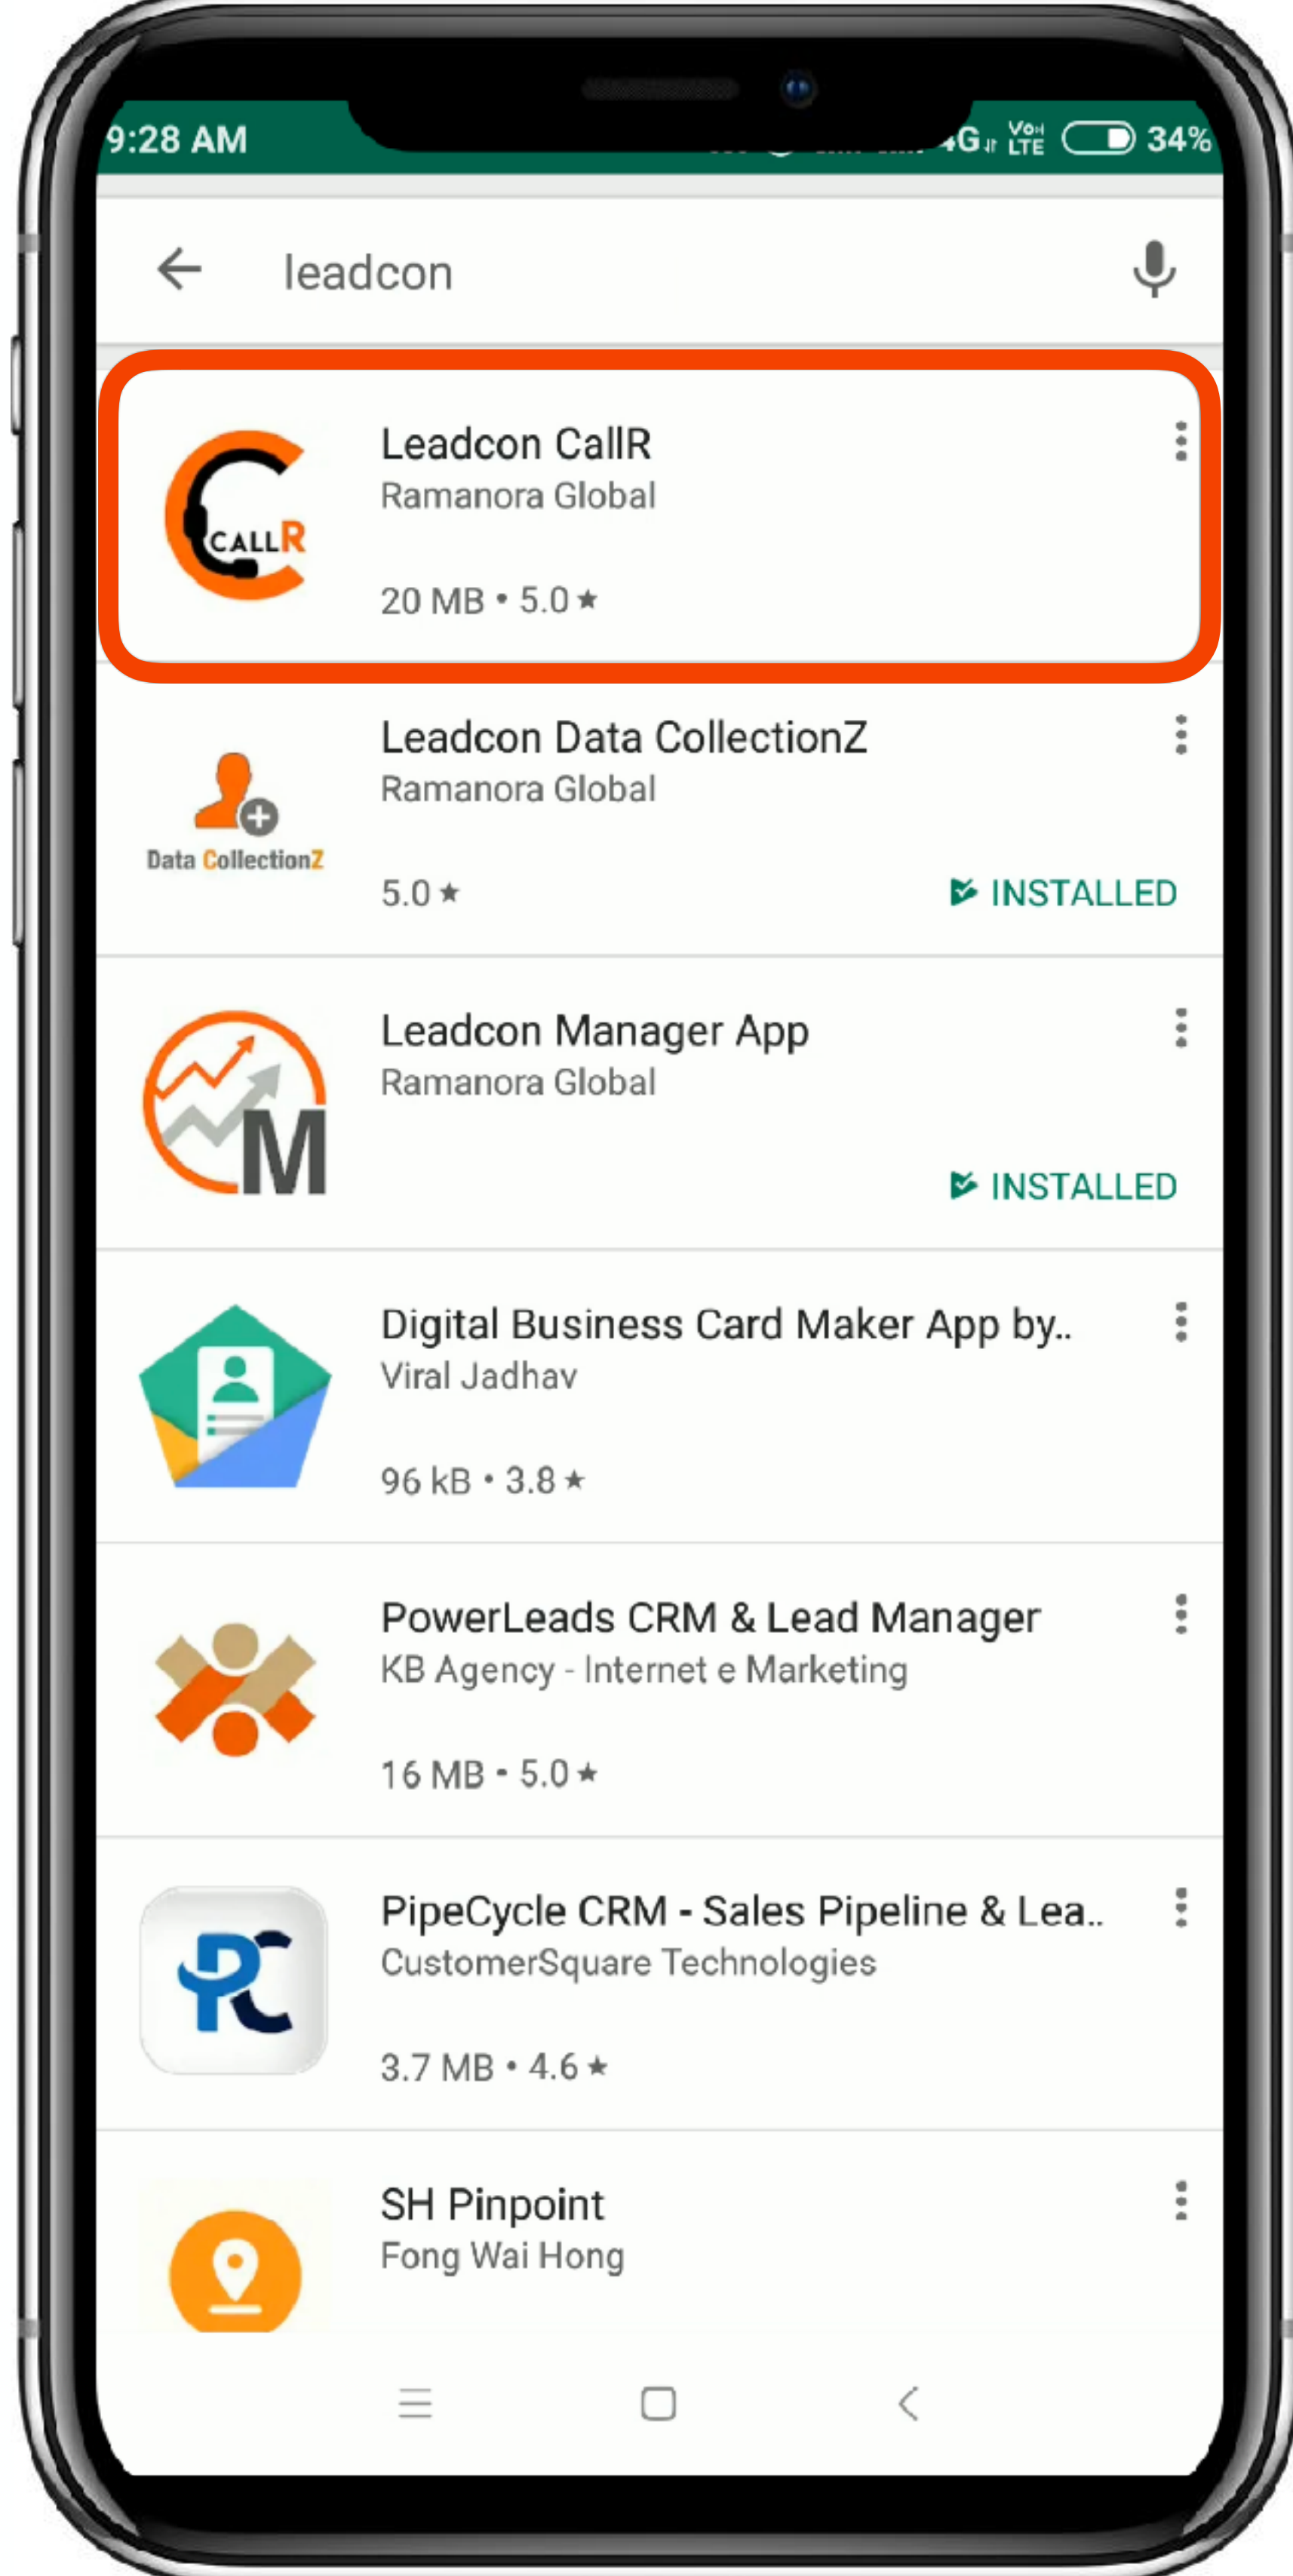 9:28 AM
4G VoLTE 34%
leadcon
CALLR
Leadcon CallR
Ramanora Global
20 MB • 5.0 ★
Leadcon Data CollectionZ
Ramanora Global
Data CollectionZ
5.0 ★
INSTALLED
M
Leadcon Manager App
Ramanora Global
INSTALLED
Digital Business Card Maker App by..
Viral Jadhav
96 kB • 3.8 ★
PowerLeads CRM & Lead Manager
KB Agency - Internet e Marketing
16 MB • 5.0 ★
PC
PipeCycle CRM - Sales Pipeline & Lea..
CustomerSquare Technologies
3.7 MB • 4.6 ★
SH Pinpoint
Fong Wai Hong